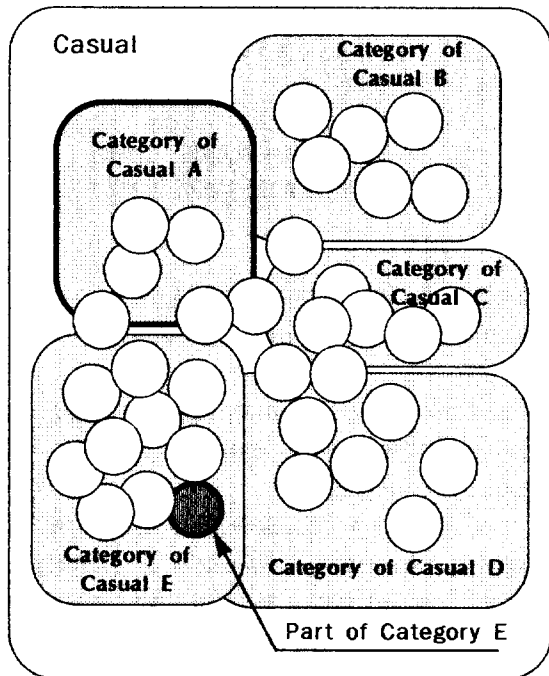 Casual
Category of
Casual B
Category of
Casual A
Category of
Casual C
Category of
Casual E
Category of Casual D
Part of Category E